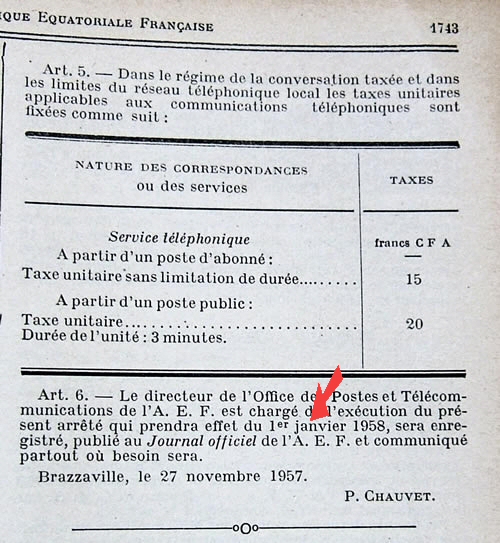 QUE EQUATORIALE FRANÇAISE
1743
Art. 5. — Dans le régime de la conversation taxée et dans
les limites du réseau téléphonique local les taxes unitaires
applicables aux communications téléphoniques sont
fixées comme suit :
NATURE DES CORRESPONDANCES
ou des services
TAXES
Service téléphonique
francs C F A
A partir d'un poste d'abonné :
Taxe unitaire sans limitation de durée........ 15
A partir d'un poste public :
Taxe unitaire.............................. 20
Durée de l'unité : 3 minutes.
Art. 6. — Le directeur de l'Office des Postes et Télécom-
munications de l'A. E. F. est chargé de l'exécution du pré-
sent arrêté qui prendra effet du 1er janvier 1958, sera enre-
gistré, publié au Journal officiel de l'A. E. F. et communiqué
partout où besoin sera.
Brazzaville, le 27 novembre 1957.
P. CHAUVET.